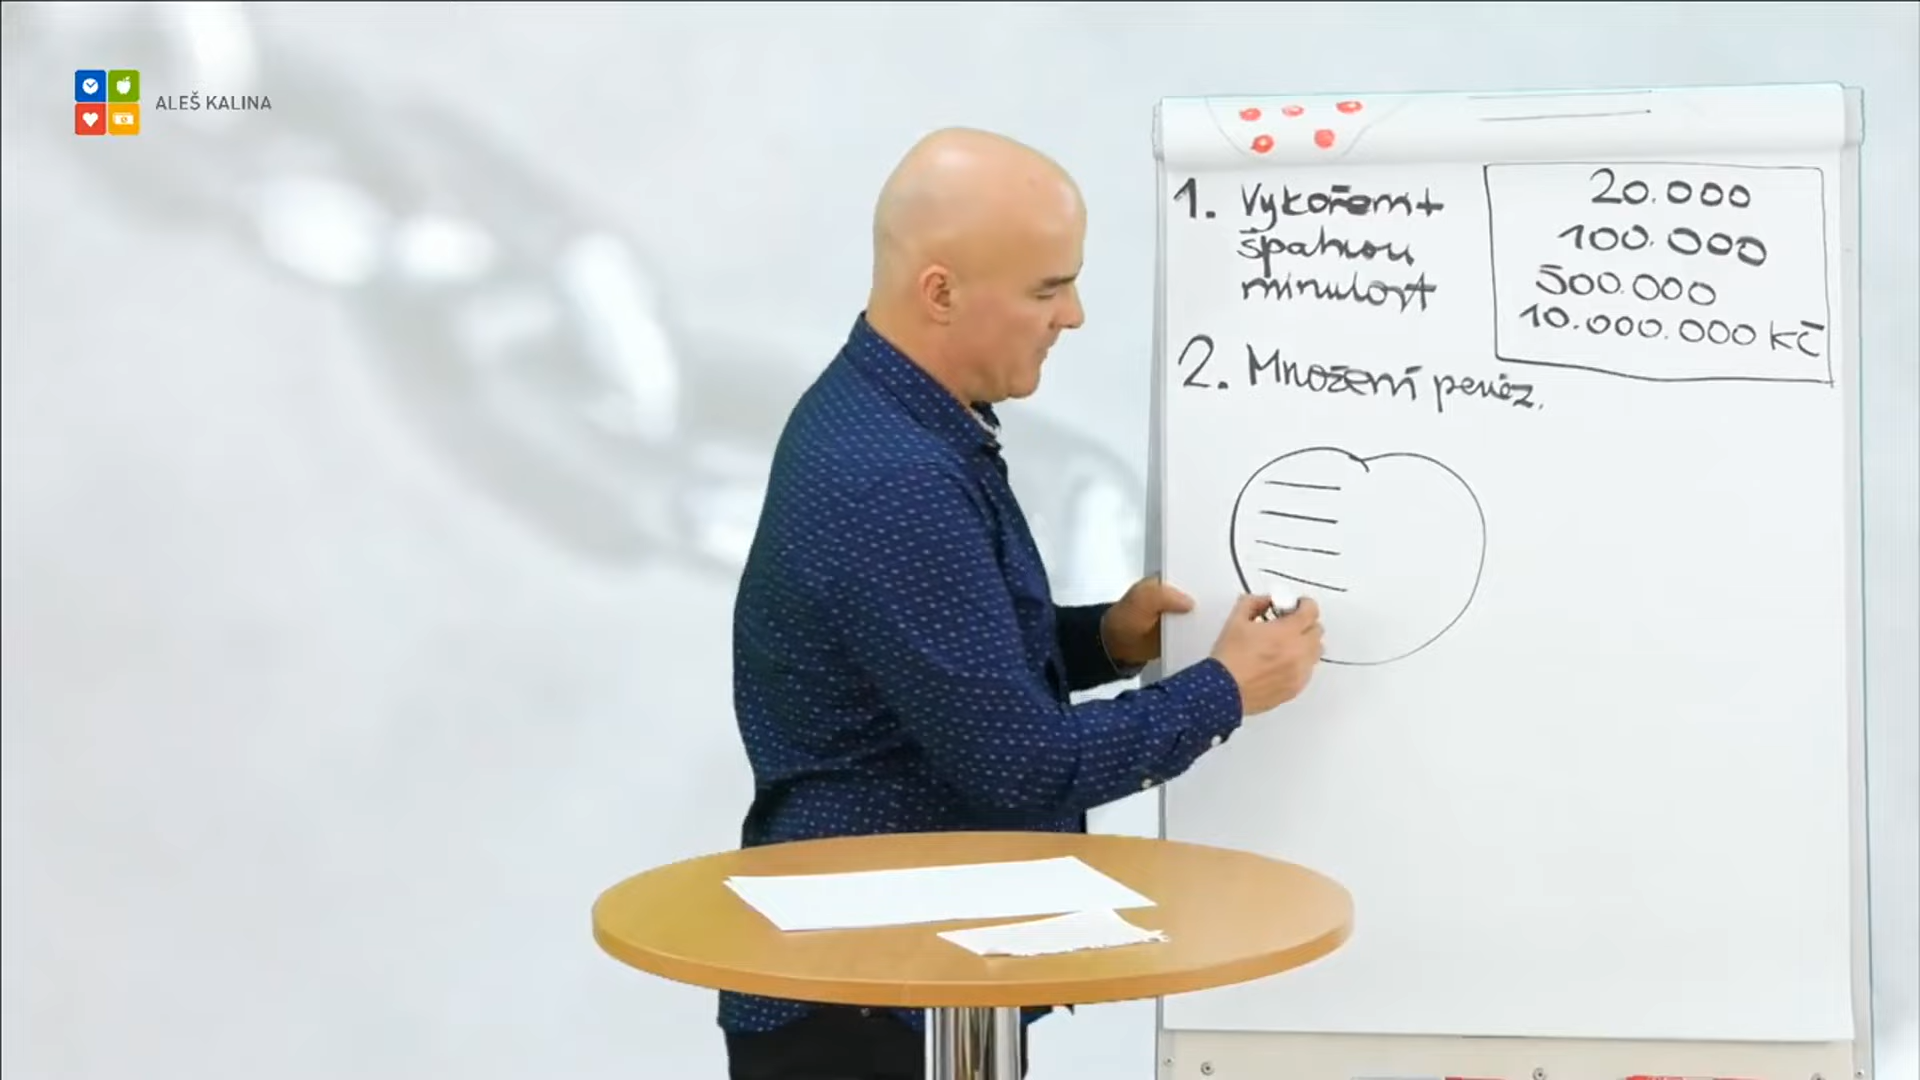 ALEŠ KALINA
1. Vykořenit
špatnou
minulost
20.000
100.000
500.000
10.000.000 Kč
2. Množení peněz.